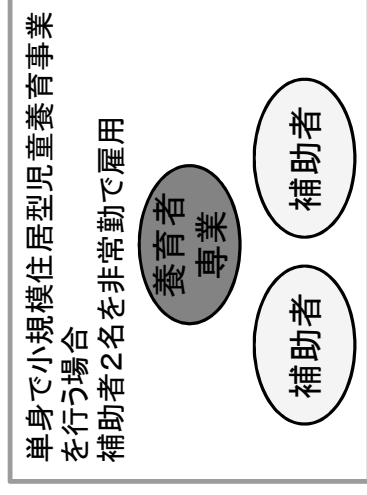 単身で小規模住居型児童養育事業
を行う場合
補助者2名を非常勤で雇用
養育者
専業
補助者
補助者